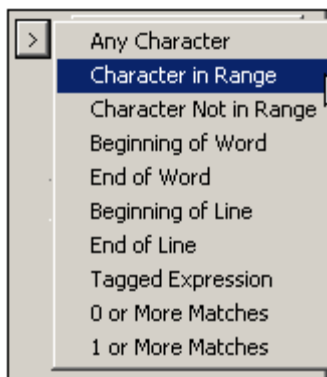 >
Any Character
Character in Range
Character Not in Range
Beginning of Word
End of Word
Beginning of Line
End of Line
Tagged Expression
0 or More Matches
1 or More Matches